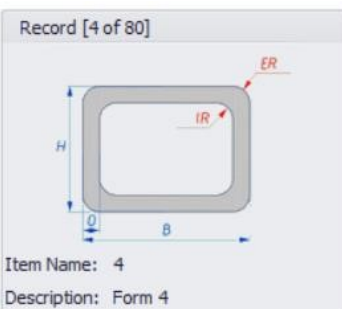 Record [4 of 80]
ER
IR
H
O
B
Item Name: 4
Description: Form 4